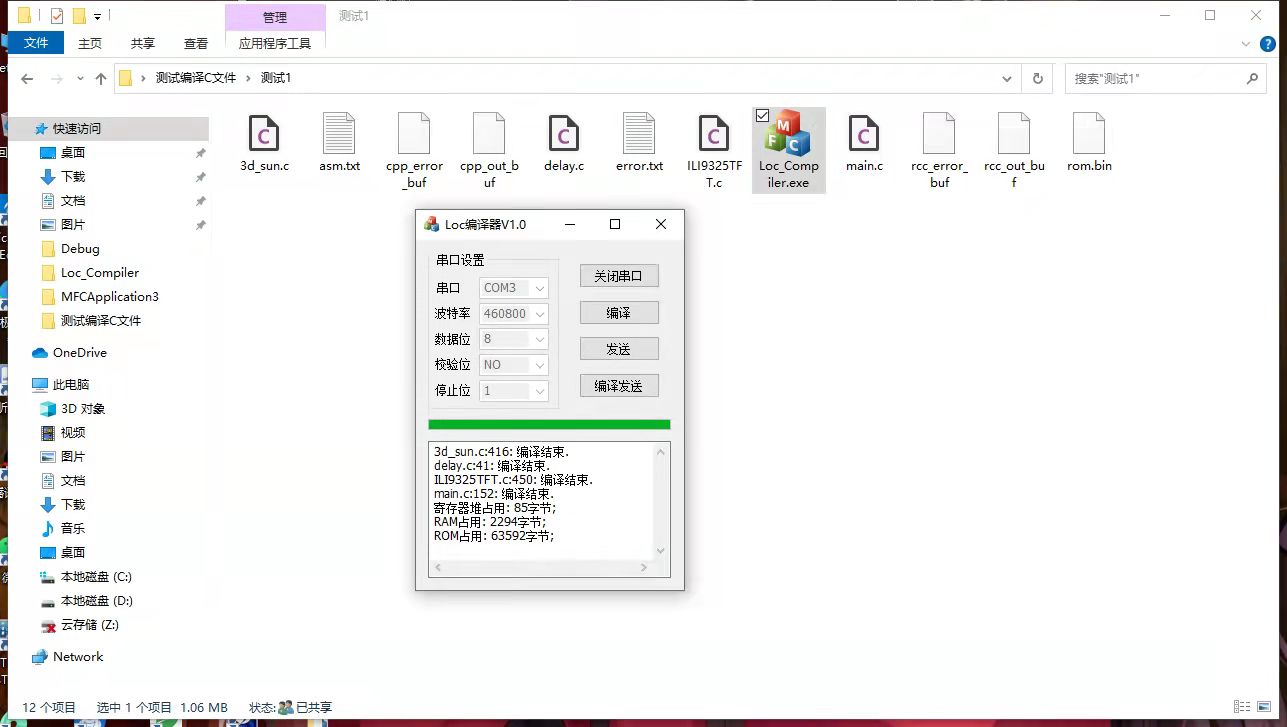 管理
测试1
文件
主页
共享
查看
应用程序工具
测试编译C文件
测试1
搜索"测试1"
快速访问
桌面
下载
文档
图片
Debug
Loc_Compiler
MFCApplication3
测试编译C文件
OneDrive
此电脑
3D 对象
视频
图片
文档
下载
音乐
桌面
本地磁盘 (C:)
本地磁盘 (D:)
云存储 (Z:)
Network
3d_sun.c
asm.txt
cpp_error
_buf
cpp_out_b
uf
delay.c
error.txt
ILI9325TF
T.c
Loc_Comp
iler.exe
main.c
rcc_error_
buf
rcc_out_bu
f
rom.bin
Loc编译器V1.0
串口设置
串口
COM3
波特率
460800
数据位
8
校验位
NO
停止位
1
关闭串口
编译
发送
编译发送
3d_sun.c:416: 编译结束.
delay.c:41: 编译结束.
ILI9325TFT.c:450: 编译结束.
main.c:152: 编译结束.
寄存器堆占用: 85字节;
RAM占用: 2294字节;
ROM占用: 63592字节;
12 个项目
选中 1 个项目 1.06 MB
状态: 已共享